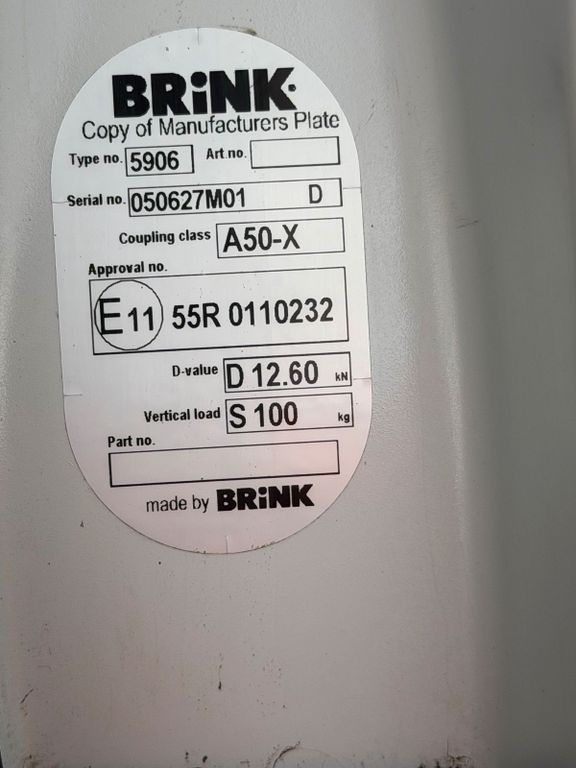 BRiNK
Copy of Manufacturers Plate
Type no. 5906 Art.no.
Serial no. 050627M01 D
Coupling class A50-X
Approval no.
E11 55R 0110232
D-value D 12.60 kN
Vertical load S 100 kg
Part no.
made by BRiNK